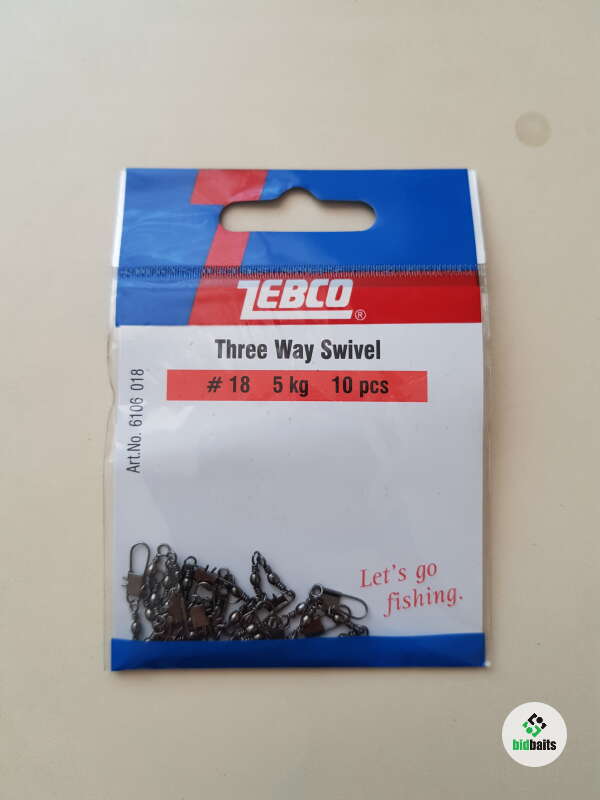 ZEBCO®
Three Way Swivel
# 18 5 kg 10 pcs
Art.No. 6106 018
Let's go
fishing.
bidbaits